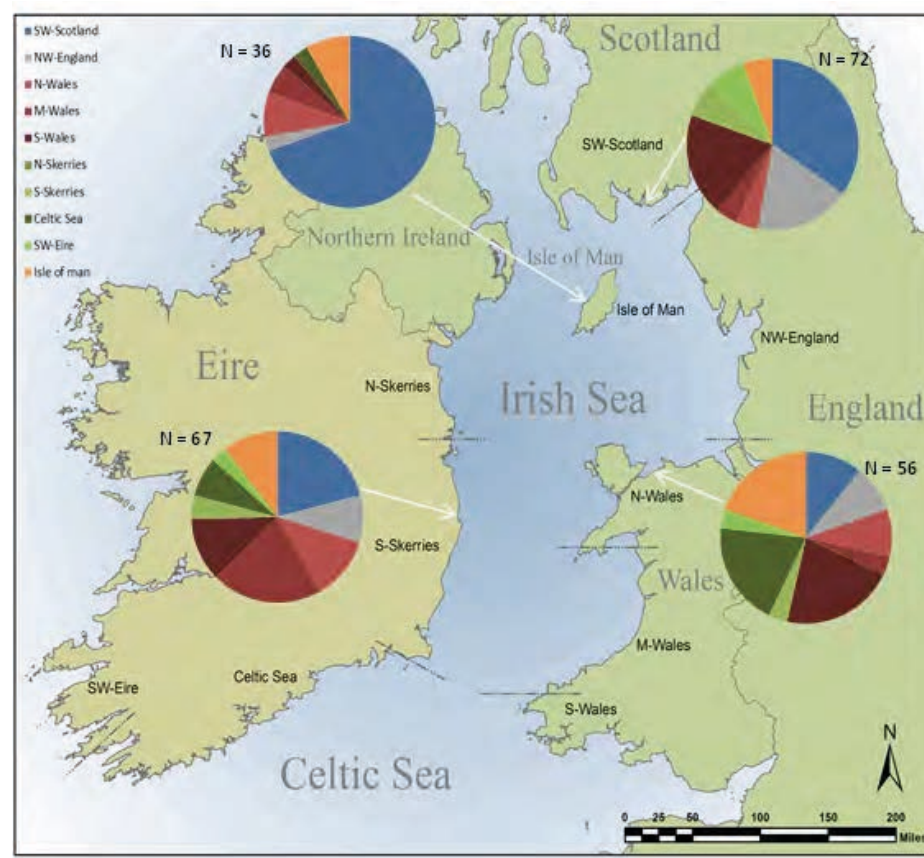 SW-Scotland
NW-England
N-Wales
M-Wales
S-Wales
N-Skerries
S-Skerries
Celtic Sea
SW-Eire
Isle of man
N = 36
Scotland
N = 72
SW-Scotland
Northern Ireland
Isle of Man
Isle of Man
NW-England
Eire
N-Skerries
Irish Sea
England
N = 67
N = 56
N-Wales
S-Skerries
Wales
M-Wales
Celtic Sea
SW-Eire
S-Wales
N
Celtic Sea
0 25 50 100 150 200
Miles